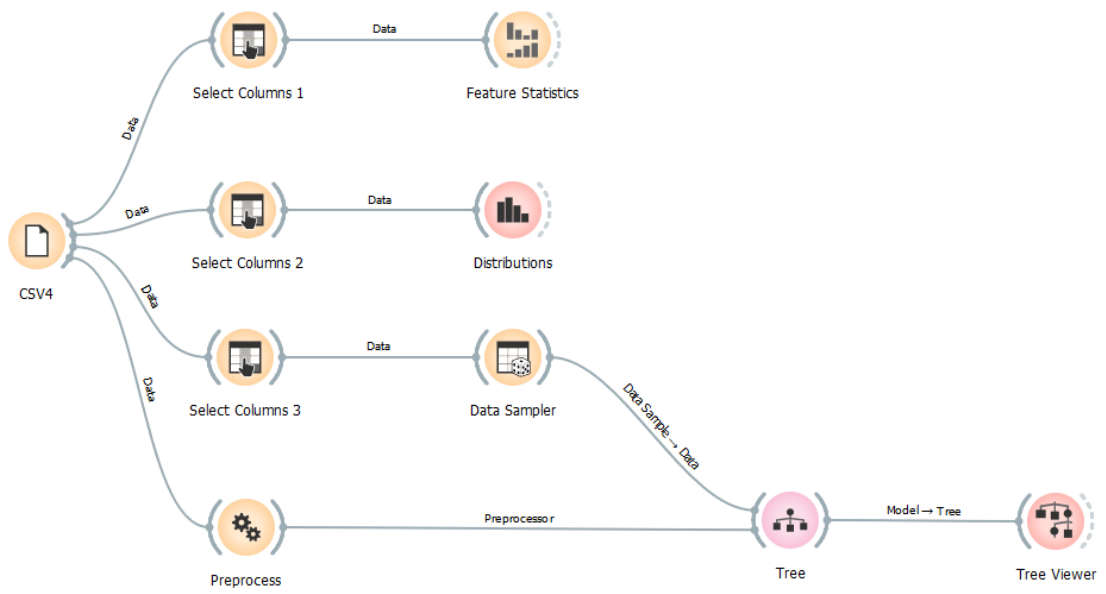 Data
Select Columns 1
Feature Statistics
Data
Data
Data
Select Columns 2
Distributions
CSV4
Data
Data
Select Columns 3
Data Sampler
Data
Data Sample → Data
Preprocessor
Preprocess
Model → Tree
Tree
Tree Viewer